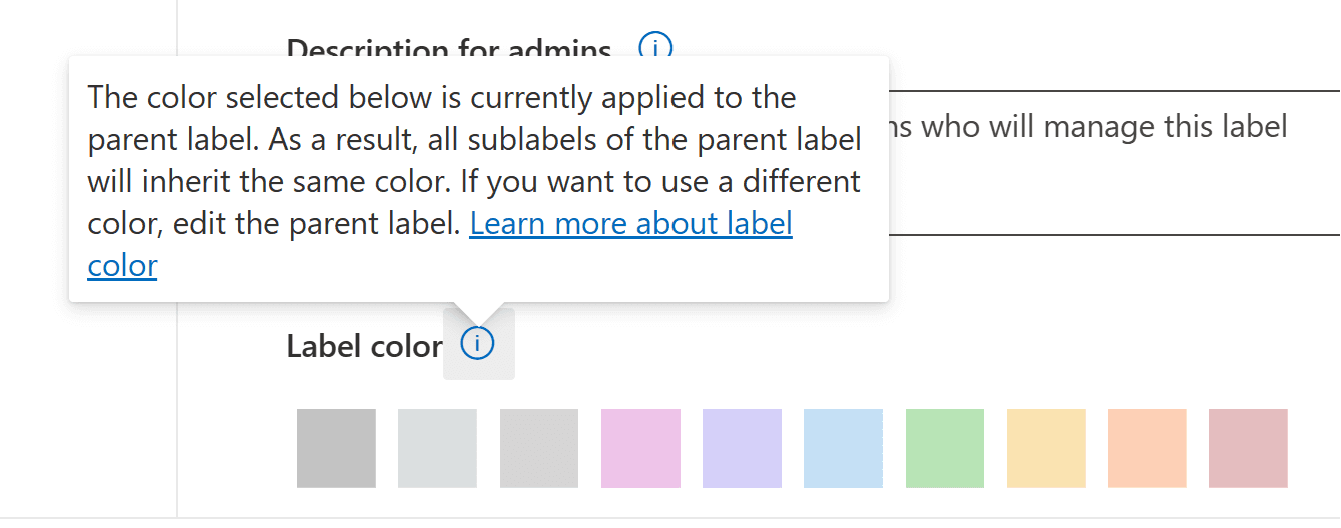 Description for admins
The color selected below is currently applied to the
parent label. As a result, all sublabels of the parent label
will inherit the same color. If you want to use a different
color, edit the parent label. Learn more about label
color
who will manage this label
Label color